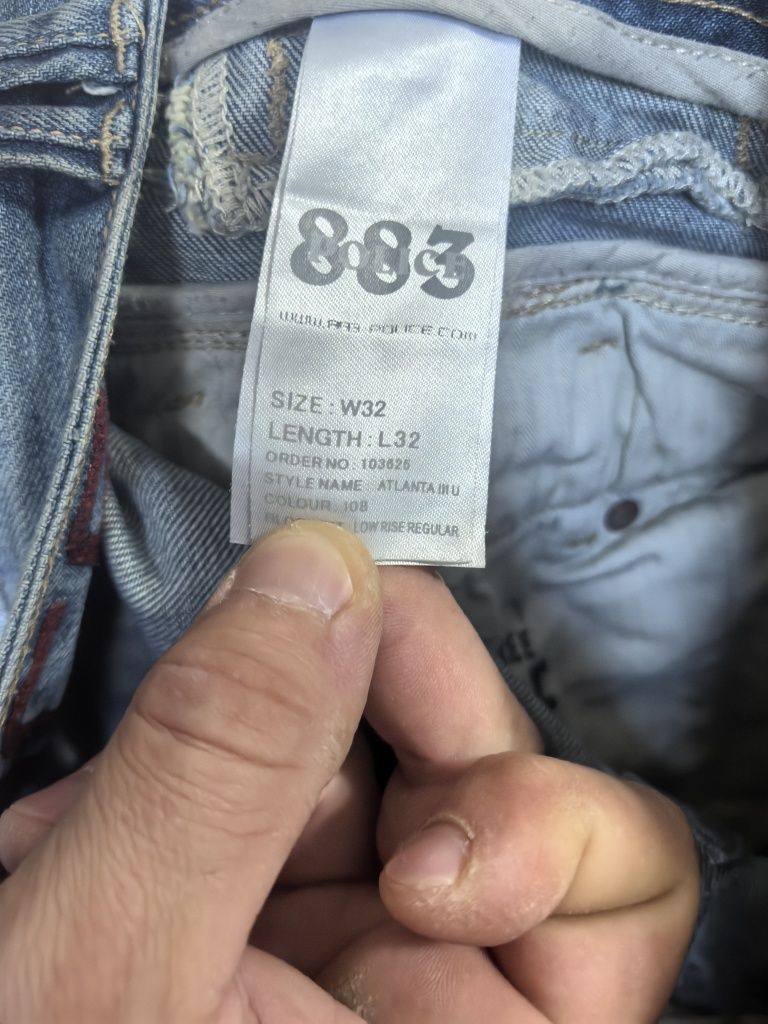 883
POLICE
www.883-police.com
SIZE : W32
LENGTH : L32
ORDER NO : 103626
STYLE NAME ATLANTA III U
COLOUR 108
LOW RISE REGULAR